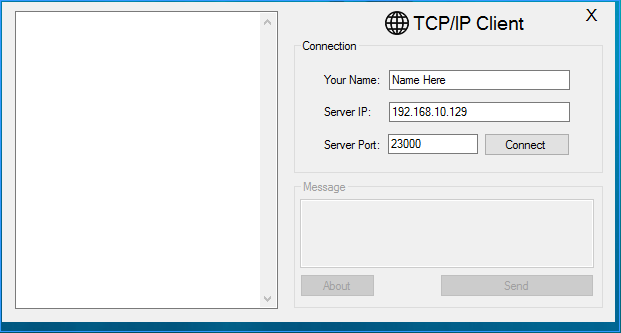 TCP/IP Client
X
Connection
Your Name: Name Here
Server IP: 192.168.10.129
Server Port: 23000 Connect
Message
About Send